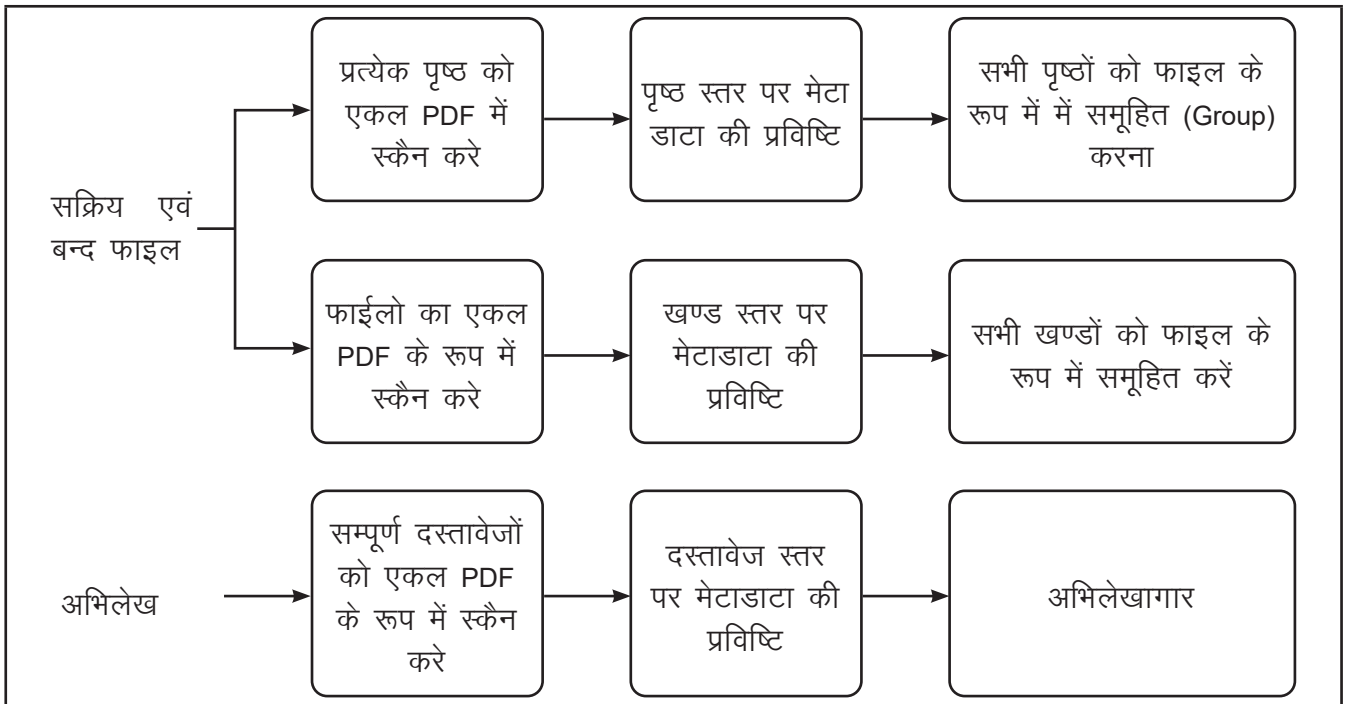 प्रत्येक पृष्ठ को
एकल PDF में
स्कैन करे
पृष्ठ स्तर पर मेटा
डाटा की प्रविष्टि
सभी पृष्ठों को फाइल के
रूप में में समूहित (Group)
करना
सक्रिय एवं
बन्द फाइल
फाईलो का एकल
PDF के रूप में
स्कैन करे
खण्ड स्तर पर
मेटाडाटा की
प्रविष्टि
सभी खण्डों को फाइल के
रूप में समूहित करें
अभिलेख
सम्पूर्ण दस्तावेजों
को एकल PDF
के रूप में स्कैन
करे
दस्तावेज स्तर
पर मेटाडाटा की
प्रविष्टि
अभिलेखागार